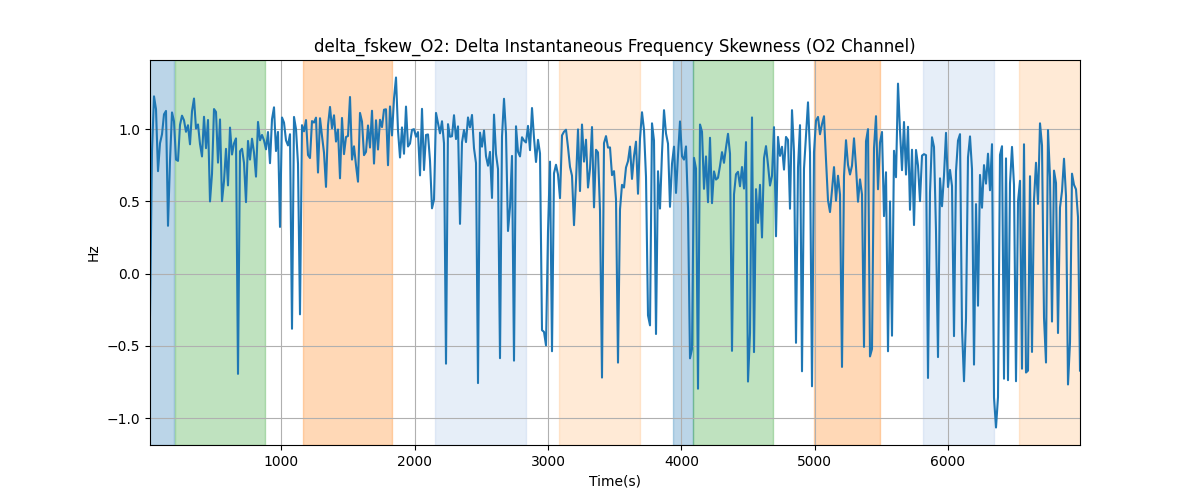 delta_fskew_O2: Delta Instantaneous Frequency Skewness (O2 Channel)
Hz
1.0
0.5
0.0
−0.5
−1.0
1000 2000 3000 4000 5000 6000
Time(s)